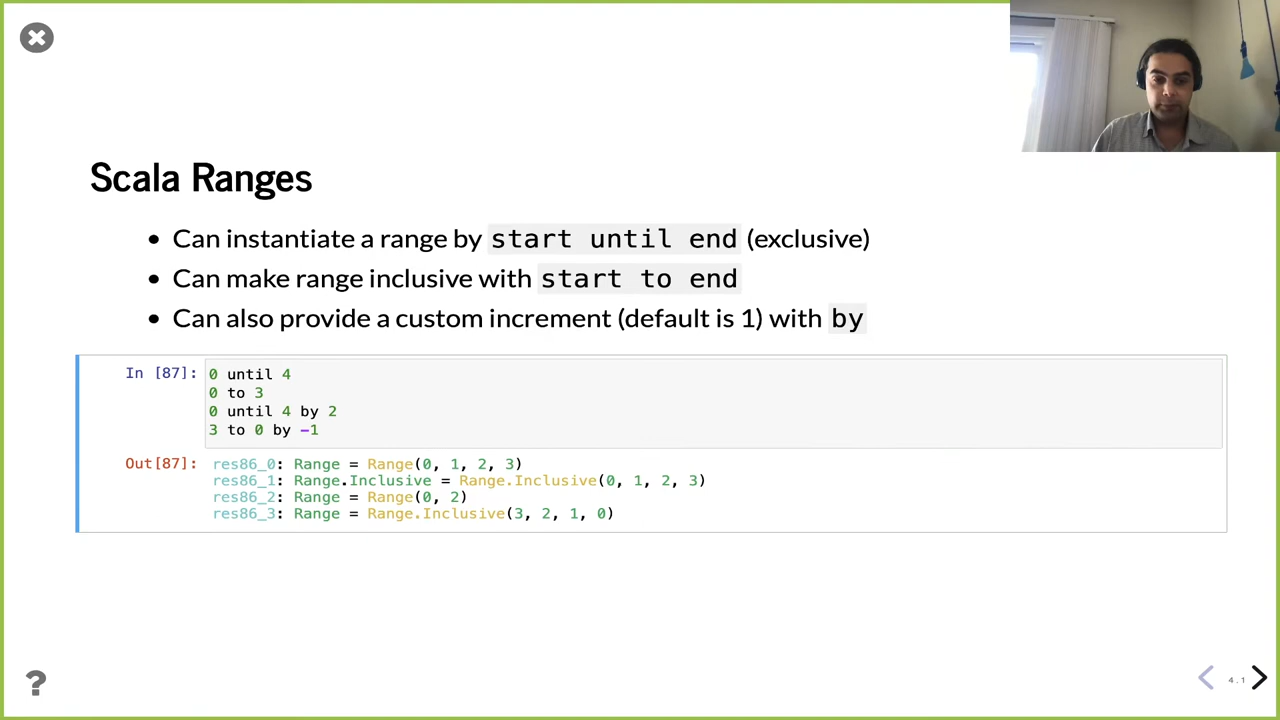 Scala Ranges
• Can instantiate a range by start until end (exclusive)
• Can make range inclusive with start to end
• Can also provide a custom increment (default is 1) with by
In [87]: 0 until 4
0 to 3
0 until 4 by 2
3 to 0 by -1
Out[87]: res86_0: Range = Range(0, 1, 2, 3)
res86_1: Range.Inclusive = Range.Inclusive(0, 1, 2, 3)
res86_2: Range = Range(0, 2)
res86_3: Range = Range.Inclusive(3, 2, 1, 0)
?
4.1